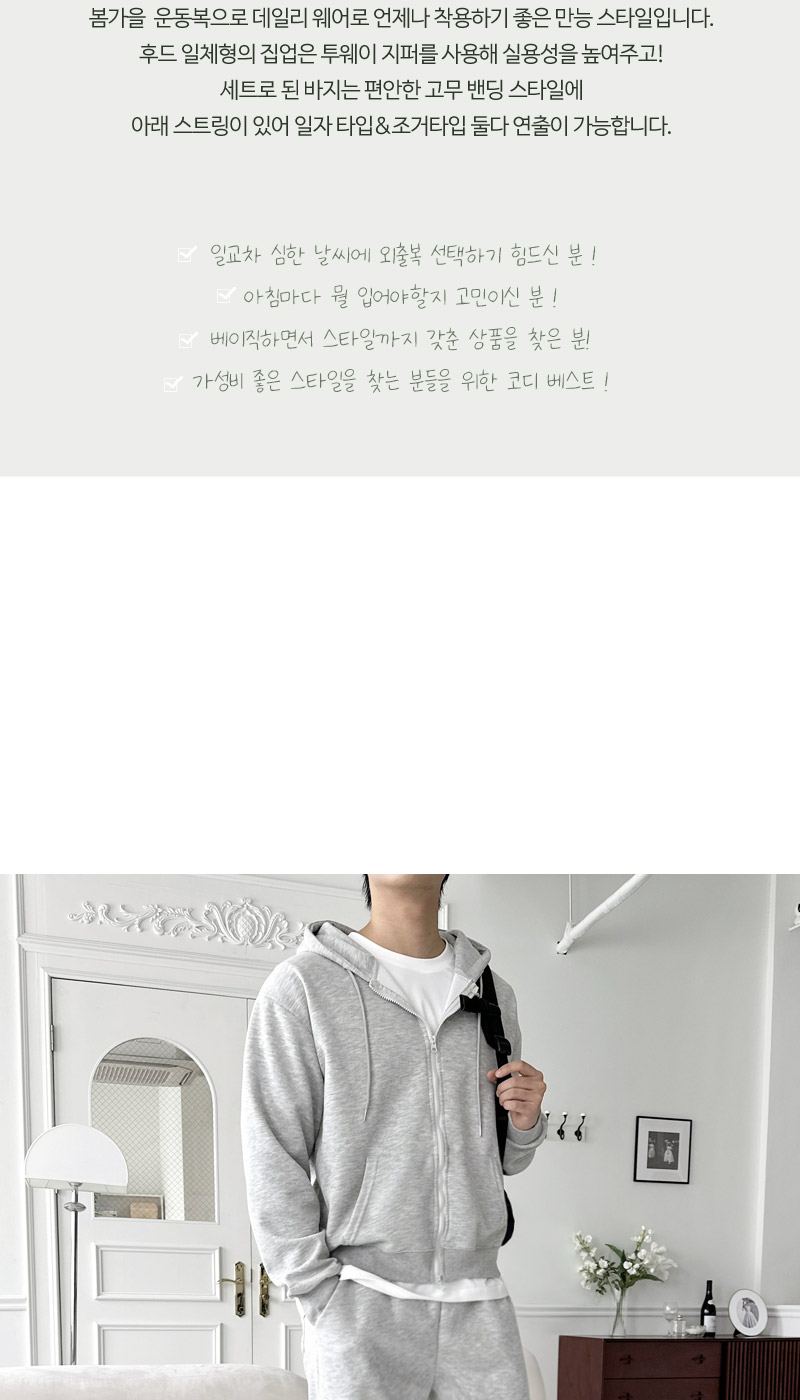 봄가을 운동복으로 데일리 웨어로 언제나 착용하기 좋은 만능 스타일입니다.
후드 일체형의 집업은 투웨이 지퍼를 사용해 실용성을 높여주고!
세트로 된 바지는 편안한 고무 밴딩 스타일에
아래 스트링이 있어 일자 타입&조거타입 둘다 연출이 가능합니다.
일교차 심한 날씨에 외출복 선택하기 힘드신 분 !
아침마다 뭘 입어야할지 고민이신 분 !
베이직하면서 스타일까지 갖춘 상품을 찾은 분!
가성비 좋은 스타일을 찾는 분들을 위한 코디 베스트 !